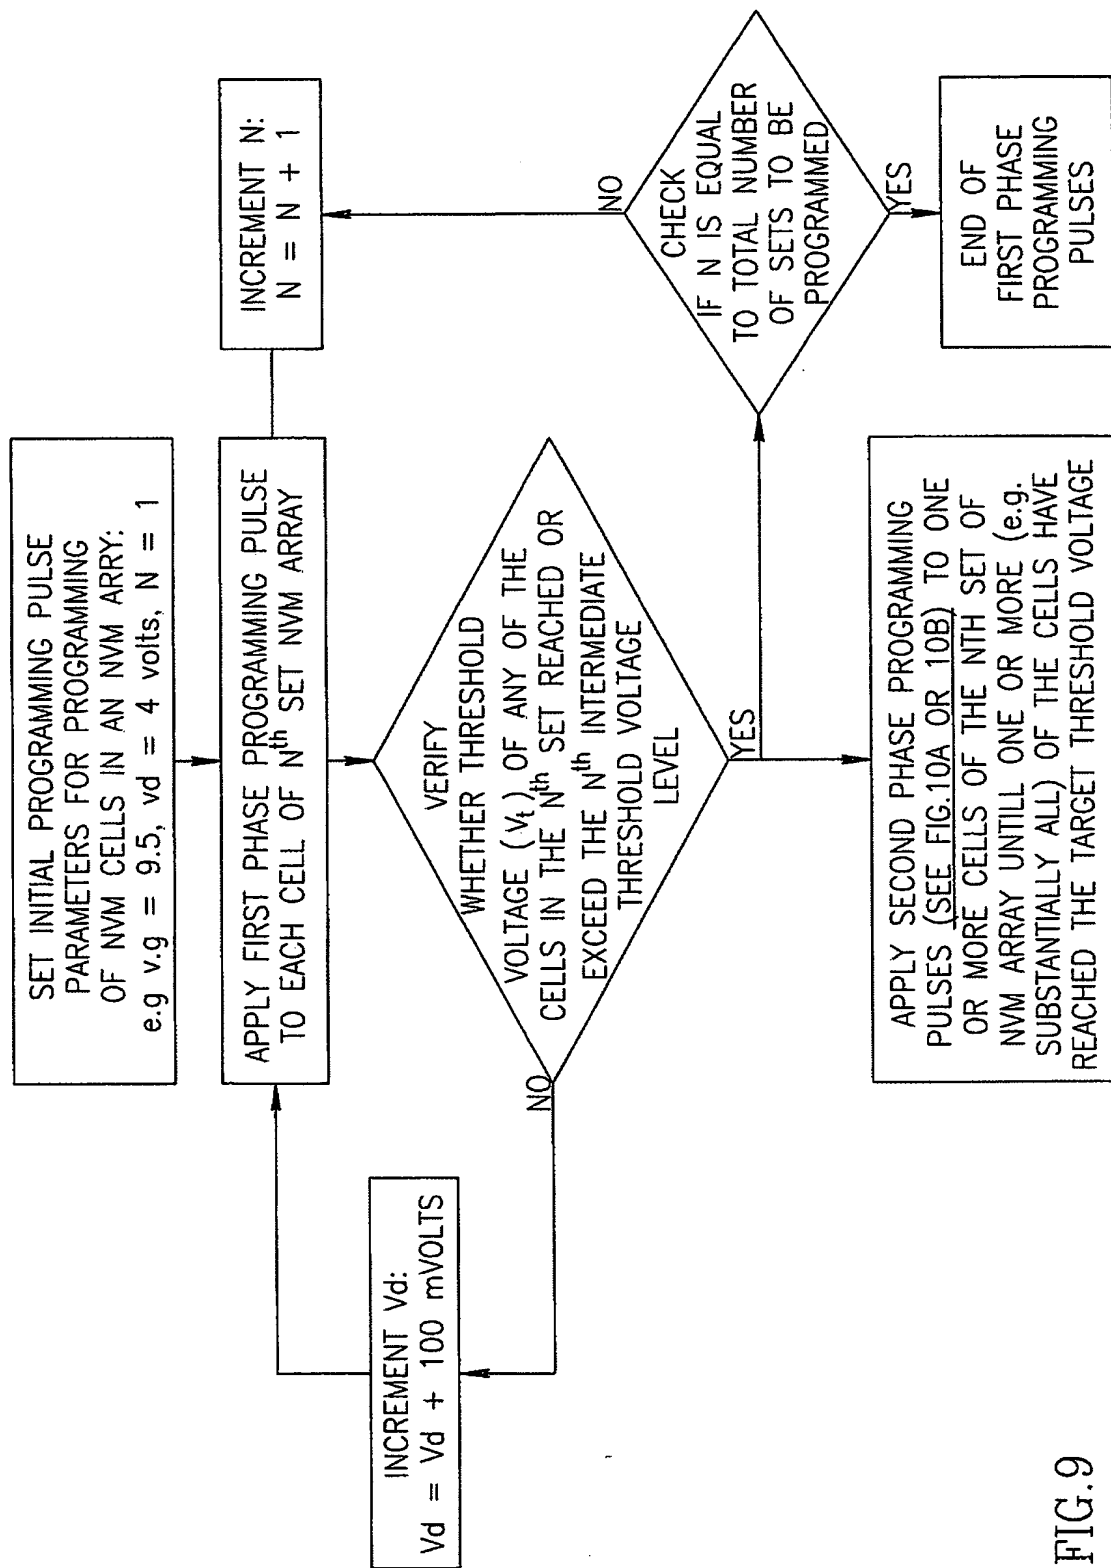 SET INITIAL PROGRAMMING PULSE
PARAMETERS FOR PROGRAMMING
OF NVM CELLS IN AN NVM ARRY:
e.g v.g = 9.5, vd = 4 volts, N = 1
APPLY FIRST PHASE PROGRAMMING PULSE
TO EACH CELL OF Nth SET NVM ARRAY
INCREMENT N:
N = N + 1
INCREMENT Vd:
Vd = Vd + 100 mVOLTS
VERIFY
WHETHER THRESHOLD
VOLTAGE (Vt) OF ANY OF THE
CELLS IN THE Nth SET REACHED OR
EXCEED THE Nth INTERMEDIATE
THRESHOLD VOLTAGE
LEVEL
NO
YES
CHECK
IF N IS EQUAL
TO TOTAL NUMBER
OF SETS TO BE
PROGRAMMED
NO
YES
APPLY SECOND PHASE PROGRAMMING
PULSES (SEE FIG.10A OR 10B) TO ONE
OR MORE CELLS OF THE NTH SET OF
NVM ARRAY UNTILL ONE OR MORE (e.g.
SUBSTANTIALLY ALL) OF THE CELLS HAVE
REACHED THE TARGET THRESHOLD VOLTAGE
END OF
FIRST PHASE
PROGRAMMING
PULSES
FIG.9